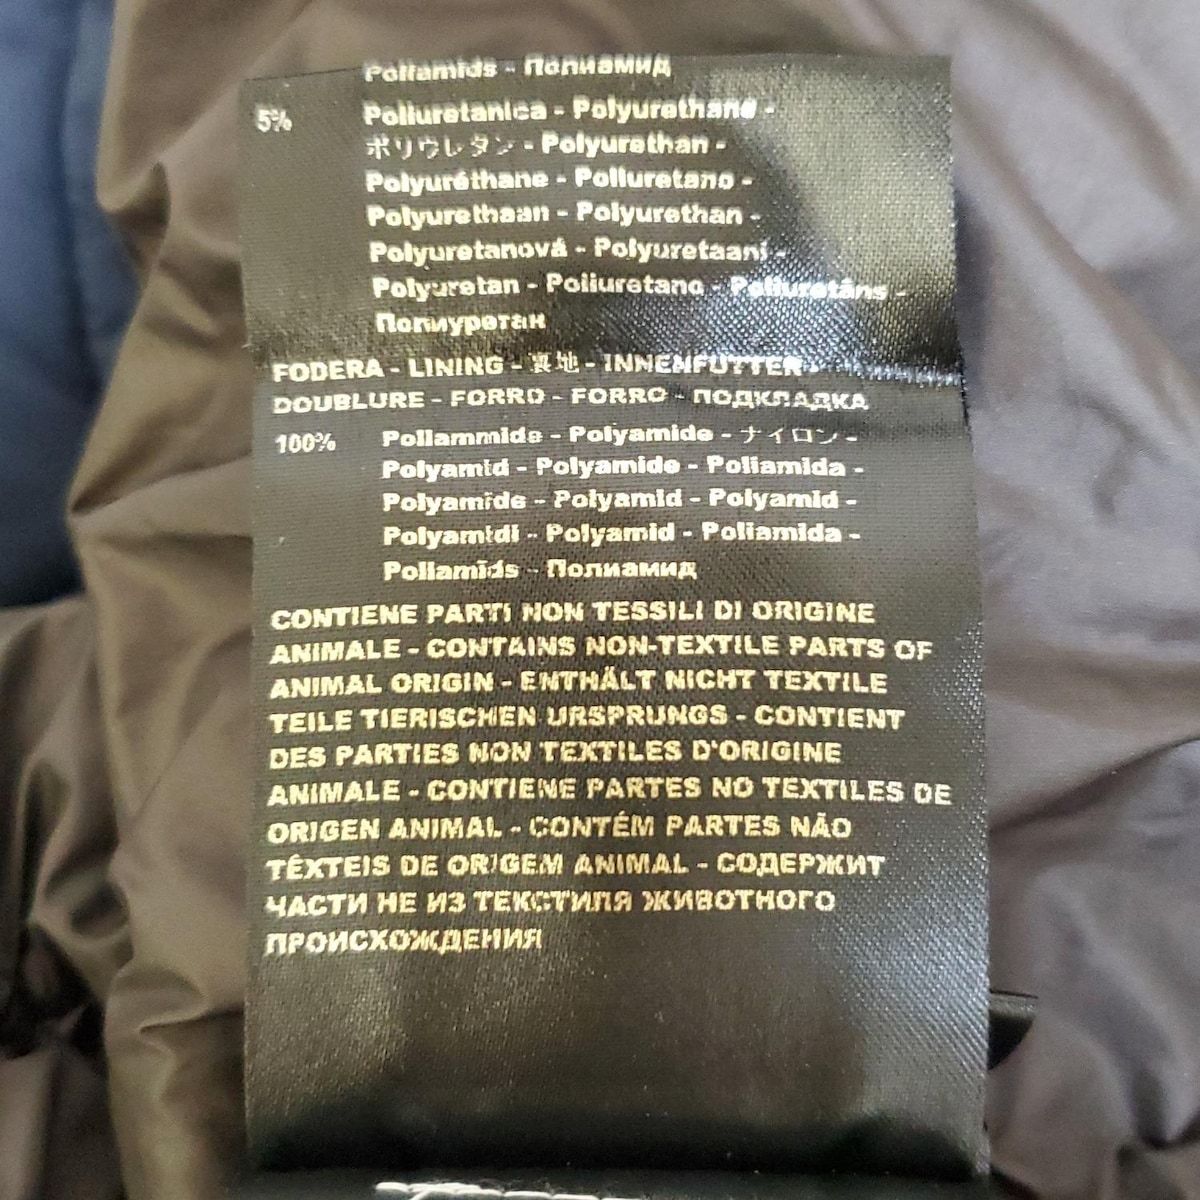 Poliamīds - Полиамид
5% Poliuretanica - Polyurethane -
ポリウレタン - Polyurethan -
Polyuréthane - Poliuretano -
Polyurethaan - Polyurethan -
Polyuretanová - Polyuretaani -
Polyuretan - Poliuretano - Poliuretāns -
Полиуретан
FODERA - LINING - 裏地 - INNENFUTTER -
DOUBLURE - FORRO - FORRO - ПОДКЛАДКА
100% Poliammide - Polyamide - ナイロン -
Polyamid - Polyamide - Poliamida -
Polyamide - Polyamid - Polyamid -
Polyamidi - Polyamid - Poliamida -
Poliamīds - Полиамид
CONTIENE PARTI NON TESSILI DI ORIGINE
ANIMALE - CONTAINS NON-TEXTILE PARTS OF
ANIMAL ORIGIN - ENTHÄLT NICHT TEXTILE
TEILE TIERISCHEN URSPRUNGS - CONTIENT
DES PARTIES NON TEXTILES D'ORIGINE
ANIMALE - CONTIENE PARTES NO TEXTILES DE
ORIGEN ANIMAL - CONTÉM PARTES NÃO
TÊXTEIS DE ORIGEM ANIMAL - СОДЕРЖИТ
ЧАСТИ НЕ ИЗ ТЕКСТИЛЯ ЖИВОТНОГО
ПРОИСХОЖДЕНИЯ